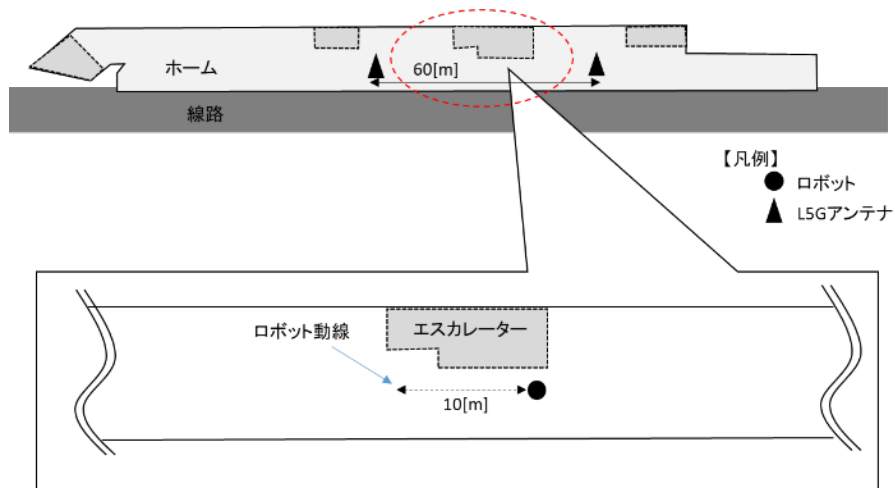 ホーム
60[m]
線路
【凡例】
ロボット
L5Gアンテナ
エスカレーター
ロボット動線
10[m]